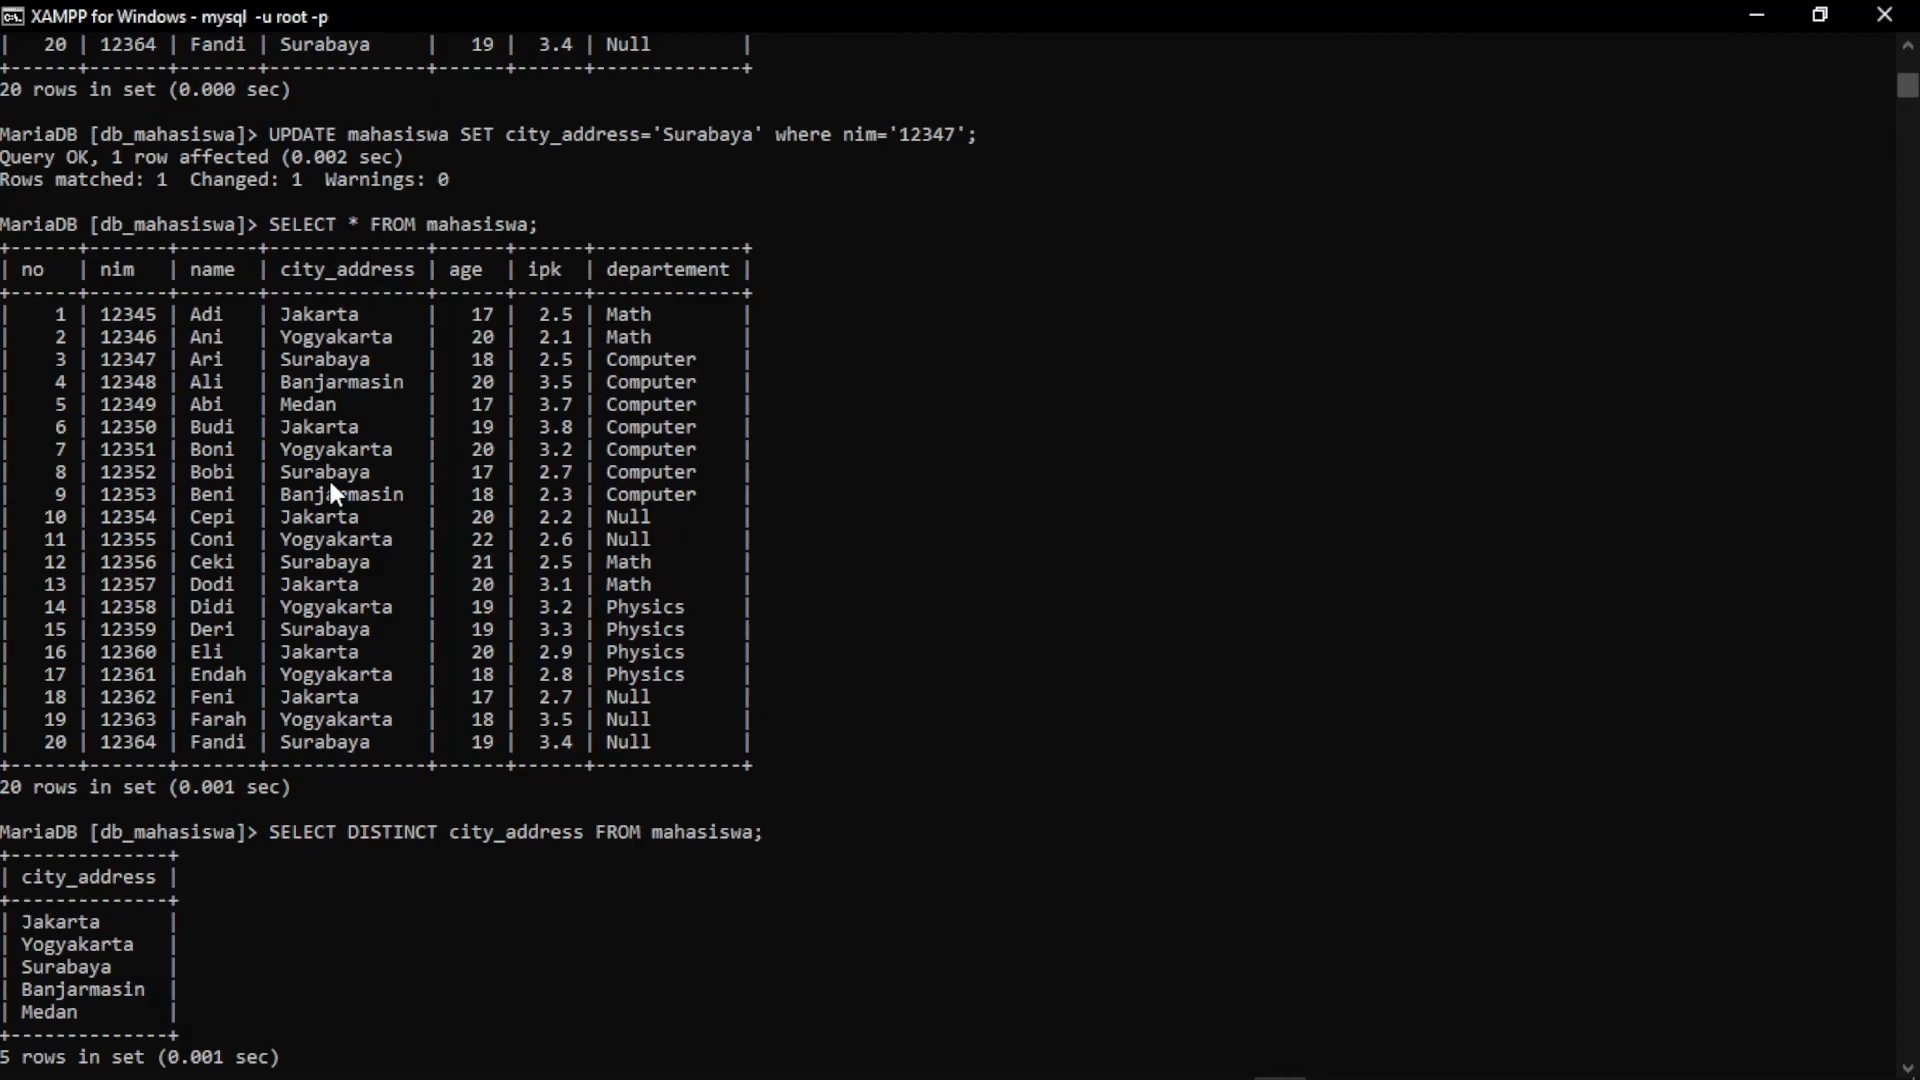 XAMPP for Windows - mysql -u root -p
|   20 | 12364 | Fandi | Surabaya     |   19 |  3.4 | Null        |
+------+-------+-------+--------------+------+------+-------------+
20 rows in set (0.000 sec)
MariaDB [db_mahasiswa]> UPDATE mahasiswa SET city_address='Surabaya' where nim='12347';
Query OK, 1 row affected (0.002 sec)
Rows matched: 1  Changed: 1  Warnings: 0
MariaDB [db_mahasiswa]> SELECT * FROM mahasiswa;
+------+-------+-------+--------------+------+------+-------------+
| no   | nim   | name  | city_address | age  | ipk  | departement |
+------+-------+-------+--------------+------+------+-------------+
|    1 | 12345 | Adi   | Jakarta      |   17 |  2.5 | Math        |
|    2 | 12346 | Ani   | Yogyakarta   |   20 |  2.1 | Math        |
|    3 | 12347 | Ari   | Surabaya     |   18 |  2.5 | Computer    |
|    4 | 12348 | Ali   | Banjarmasin  |   20 |  3.5 | Computer    |
|    5 | 12349 | Abi   | Medan        |   17 |  3.7 | Computer    |
|    6 | 12350 | Budi  | Jakarta      |   19 |  3.8 | Computer    |
|    7 | 12351 | Boni  | Yogyakarta   |   20 |  3.2 | Computer    |
|    8 | 12352 | Bobi  | Surabaya     |   17 |  2.7 | Computer    |
|    9 | 12353 | Beni  | Banjarmasin  |   18 |  2.3 | Computer    |
|   10 | 12354 | Cepi  | Jakarta      |   20 |  2.2 | Null        |
|   11 | 12355 | Coni  | Yogyakarta   |   22 |  2.6 | Null        |
|   12 | 12356 | Ceki  | Surabaya     |   21 |  2.5 | Math        |
|   13 | 12357 | Dodi  | Jakarta      |   20 |  3.1 | Math        |
|   14 | 12358 | Didi  | Yogyakarta   |   19 |  3.2 | Physics     |
|   15 | 12359 | Deri  | Surabaya     |   19 |  3.3 | Physics     |
|   16 | 12360 | Eli   | Jakarta      |   20 |  2.9 | Physics     |
|   17 | 12361 | Endah | Yogyakarta   |   18 |  2.8 | Physics     |
|   18 | 12362 | Feni  | Jakarta      |   17 |  2.7 | Null        |
|   19 | 12363 | Farah | Yogyakarta   |   18 |  3.5 | Null        |
|   20 | 12364 | Fandi | Surabaya     |   19 |  3.4 | Null        |
+------+-------+-------+--------------+------+------+-------------+
20 rows in set (0.001 sec)
MariaDB [db_mahasiswa]> SELECT DISTINCT city_address FROM mahasiswa;
+--------------+
| city_address |
+--------------+
| Jakarta      |
| Yogyakarta   |
| Surabaya     |
| Banjarmasin  |
| Medan        |
+--------------+
5 rows in set (0.001 sec)